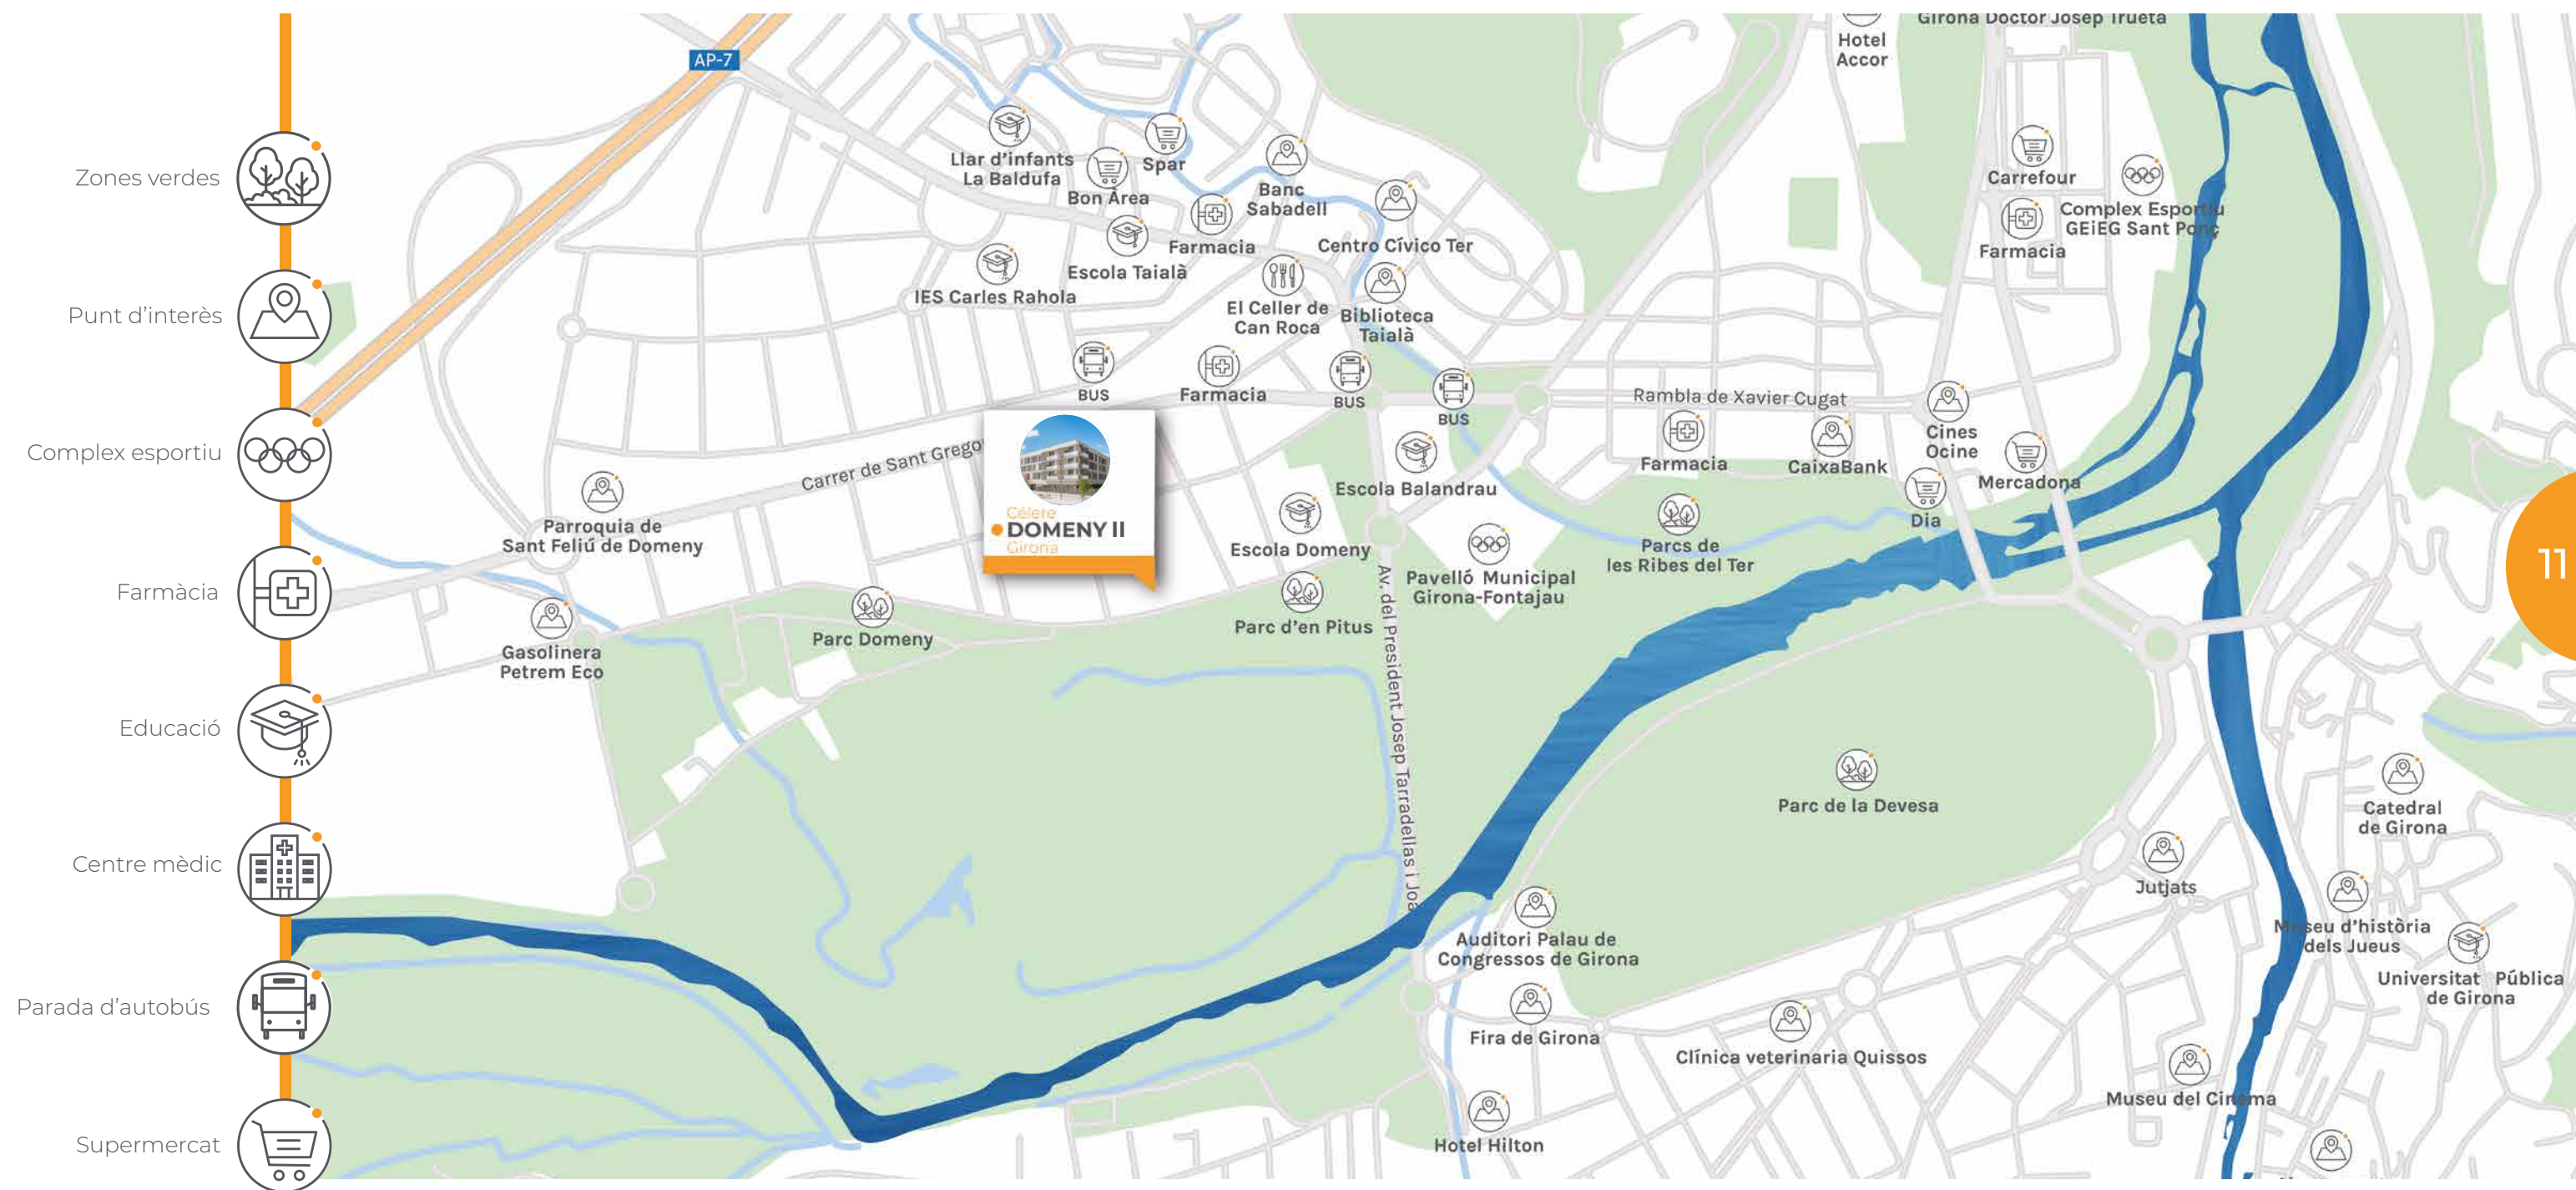 Zones verdes
Punt d'interès
Complex esportiu
Farmàcia
Educació
Centre mèdic
Parada d'autobús
Supermercat
AP-7
Hotel
Accor
Girona Doctor Josep Trueta
Llar d'infants
La Baldufa
Bon Àrea
Spar
Banc
Sabadell
Farmacia
Escola Taialà
IES Carles Rahola
Centro Cívico Ter
El Celler de
Can Roca
Biblioteca
Taialà
Carrefour
Farmacia
Complex Esportiu
GEiEG Sant Ponç
BUS
Farmacia
BUS
BUS
Rambla de Xavier Cugat
Farmacia
CaixaBank
Cines
Ocine
Mercadona
Dia
Carrer de Sant Grego
Célere
DOMENY II
Girona
Parroquia de
Sant Feliú de Domeny
Escola Balandrau
Escola Domeny
Pavelló Municipal
Girona-Fontajau
Parcs de
les Ribes del Ter
11
Gasolinera
Petrem Eco
Parc Domeny
Parc d'en Pitus
Av. del President Josep Tarradellas i Joa
Parc de la Devesa
Catedral
de Girona
Jutjats
Museu d'història
dels Jueus
Universitat Pública
de Girona
Auditori Palau de
Congressos de Girona
Fira de Girona
Clínica veterinaria Quissos
Museu del Cinema
Hotel Hilton